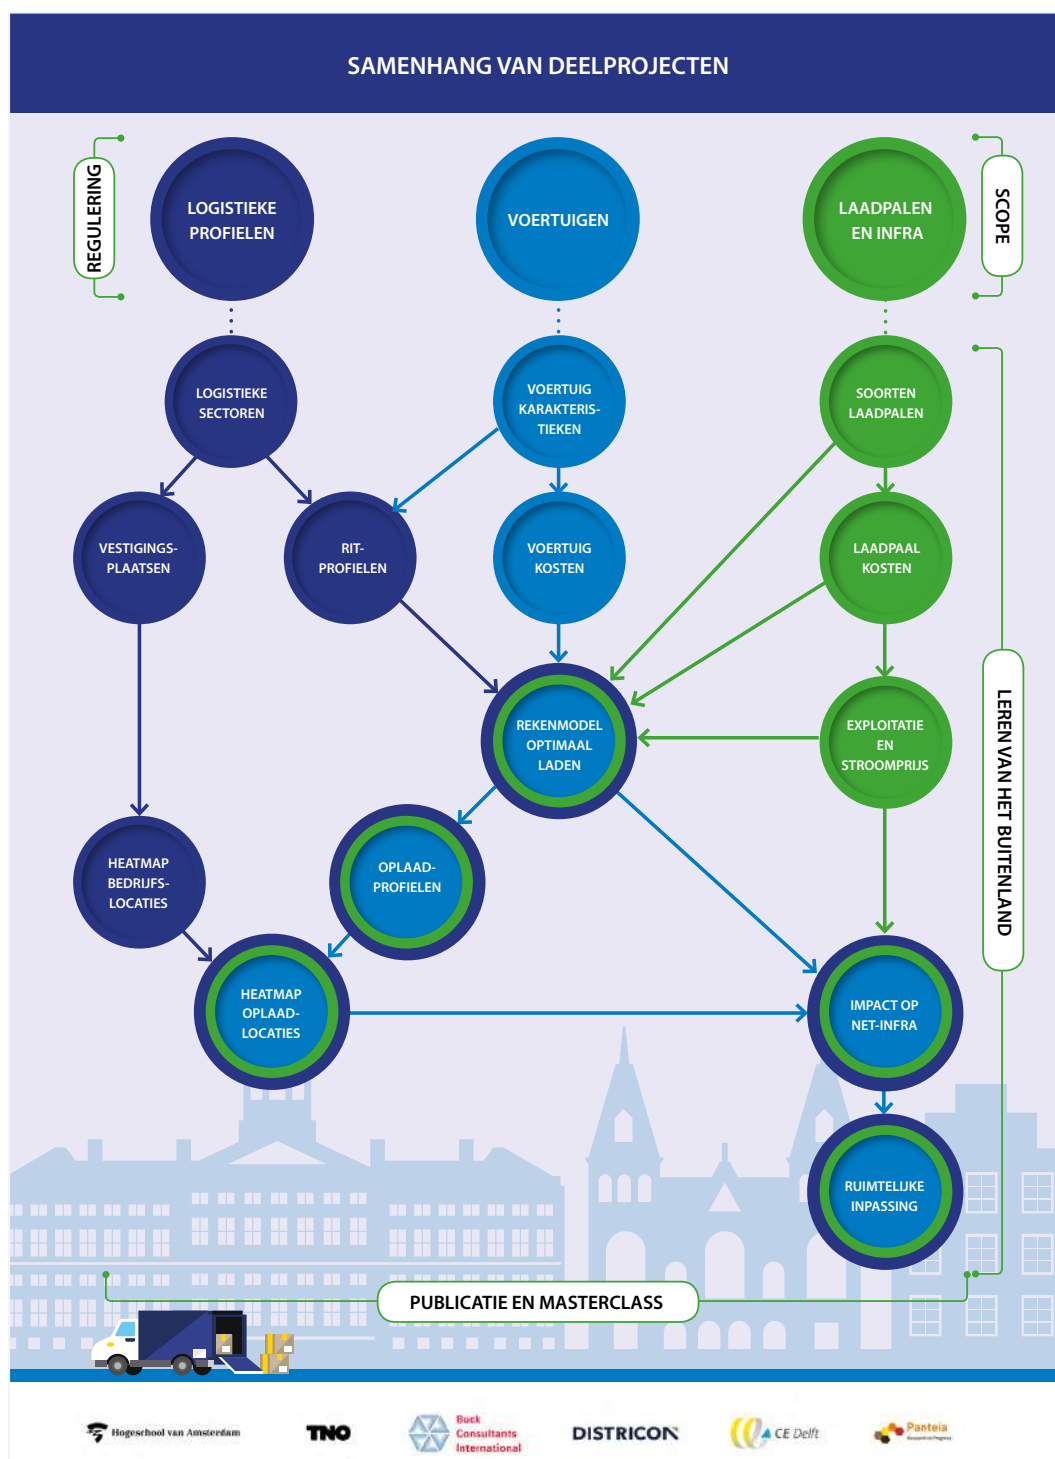 SAMENHANG VAN DEELPROJECTEN
REGULERING
LOGISTIEKE
PROFIELEN
VOERTUIGEN
LAADPALEN
EN INFRA
SCOPE
LOGISTIEKE
SECTOREN
VOERTUIG
KARAKTERIS-
TIEKEN
SOORTEN
LAADPALEN
VESTIGINGS-
PLAATSEN
RIT-
PROFIELEN
VOERTUIG
KOSTEN
LAADPAAL
KOSTEN
REKENMODEL
OPTIMAAL
LADEN
EXPLOITATIE
EN
STROOMPRIJS
LEREN VAN HET BUITENLAND
HEATMAP
BEDRIJFS-
LOCATIES
OPLAAD-
PROFIELEN
HEATMAP
OPLAAD-
LOCATIES
IMPACT OP
NET-INFRA
RUIMTELIJKE
INPASSING
PUBLICATIE EN MASTERCLASS
Hogeschool van Amsterdam
TNO
Buck
Consultants
International
DISTRICON
CE Delft
Panteia